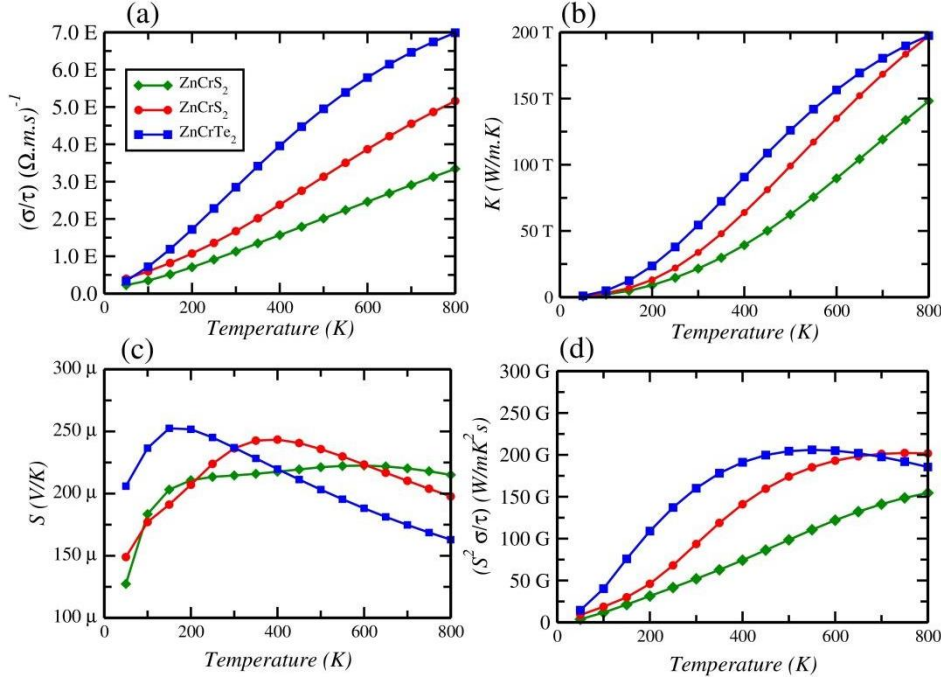 (a)
7.0 E
6.0 E
5.0 E
4.0 E
3.0 E
2.0 E
1.0 E
0.0
(σ/τ) (Ω.m.s)⁻¹
ZnCrS₂
ZnCrS₂
ZnCrTe₂
0 200 400 600 800
Temperature (K)
(b)
200 T
150 T
100 T
50 T
0
K (W/m.K)
0 200 400 600 800
Temperature (K)
(c)
300 μ
250 μ
200 μ
150 μ
100 μ
S (V/K)
0 200 400 600 800
Temperature (K)
(d)
300 G
250 G
200 G
150 G
100 G
50 G
0
(S² σ/τ) (W/mK²s)
0 200 400 600 800
Temperature (K)